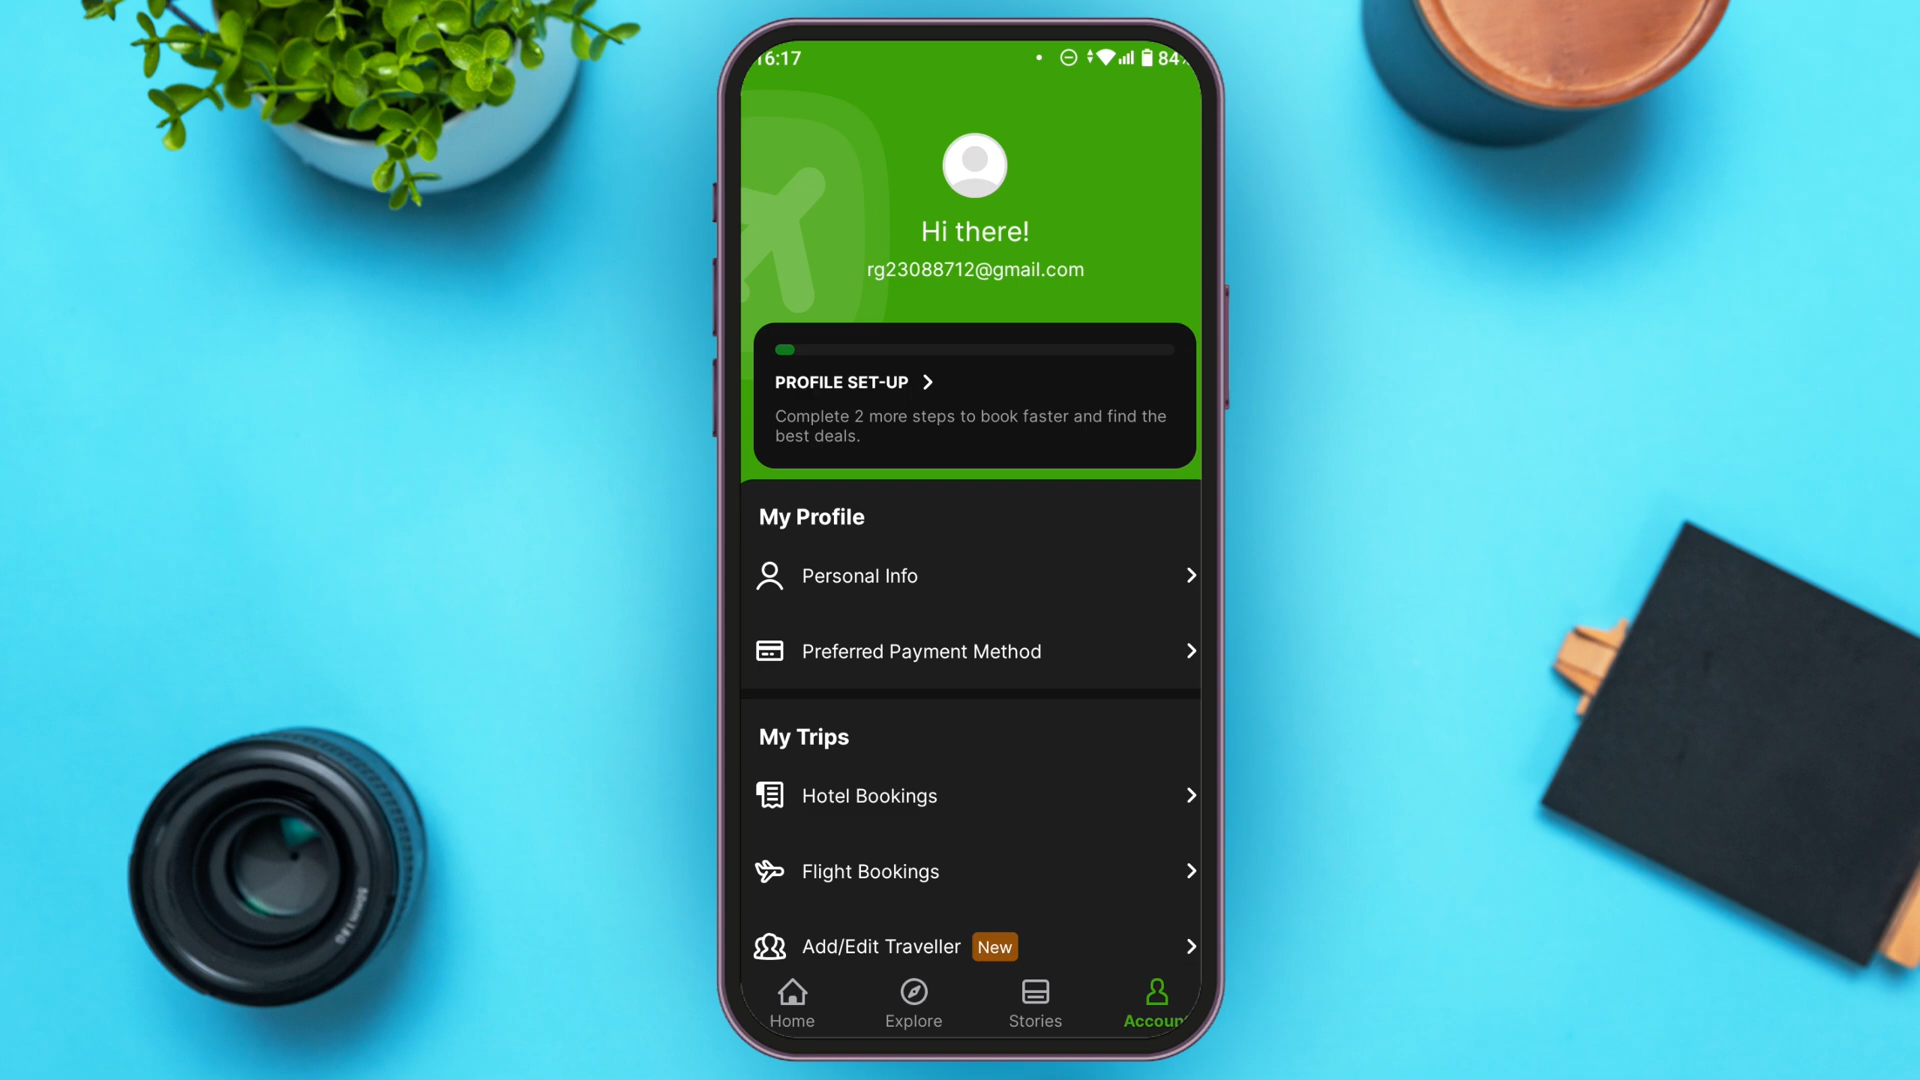 16:17 84%
Hi there!
rg23088712@gmail.com
PROFILE SET-UP
Complete 2 more steps to book faster and find the
best deals.
My Profile
Personal Info
Preferred Payment Method
My Trips
Hotel Bookings
Flight Bookings
Add/Edit Traveller New
Home Explore Stories Account